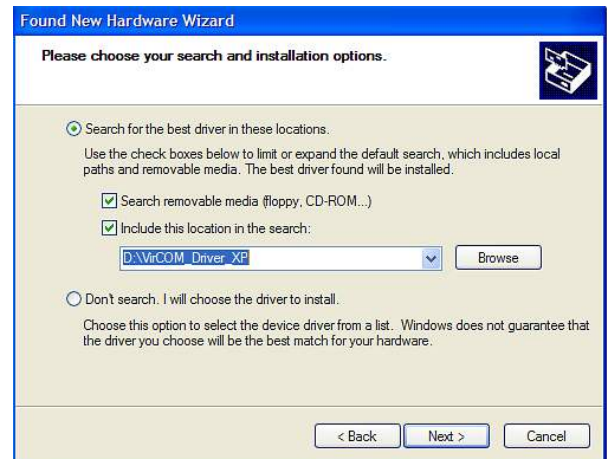 Found New Hardware Wizard
Please choose your search and installation options.
Search for the best driver in these locations.
Use the check boxes below to limit or expand the default search, which includes local
paths and removable media. The best driver found will be installed.
Search removable media (floppy, CD-ROM...)
Include this location in the search:
D:\VirCOM_Driver_XP
Browse
Don't search. I will choose the driver to install.
Choose this option to select the device driver from a list. Windows does not guarantee that
the driver you choose will be the best match for your hardware.
< Back Next > Cancel